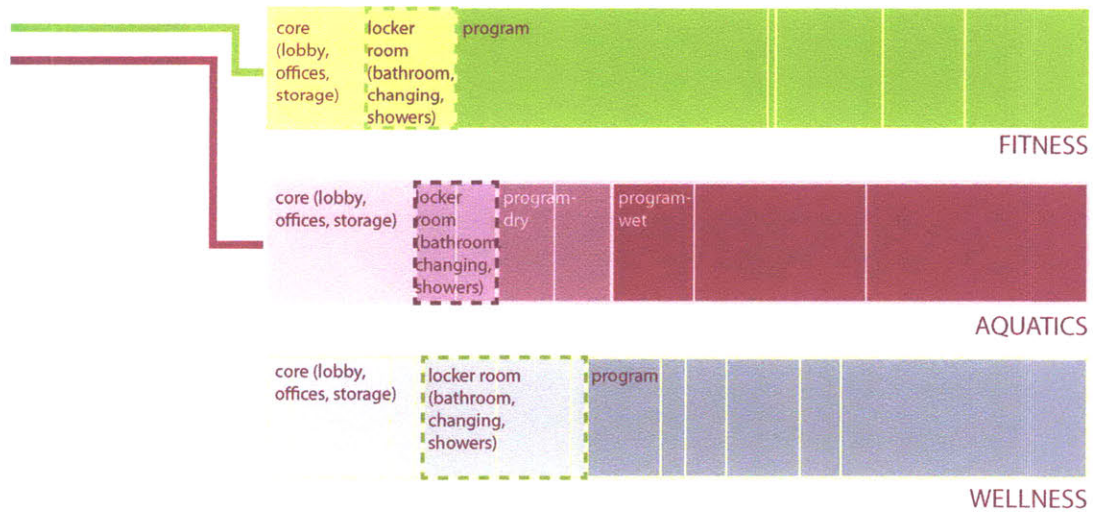 core
(lobby,
offices,
storage)
locker
room
(bathroom,
changing,
showers)
program
FITNESS
core (lobby,
offices, storage)
locker
room
(bathroom,
changing,
showers)
program-
dry
program-
wet
AQUATICS
core (lobby,
offices, storage)
locker room
(bathroom,
changing,
showers)
program
WELLNESS